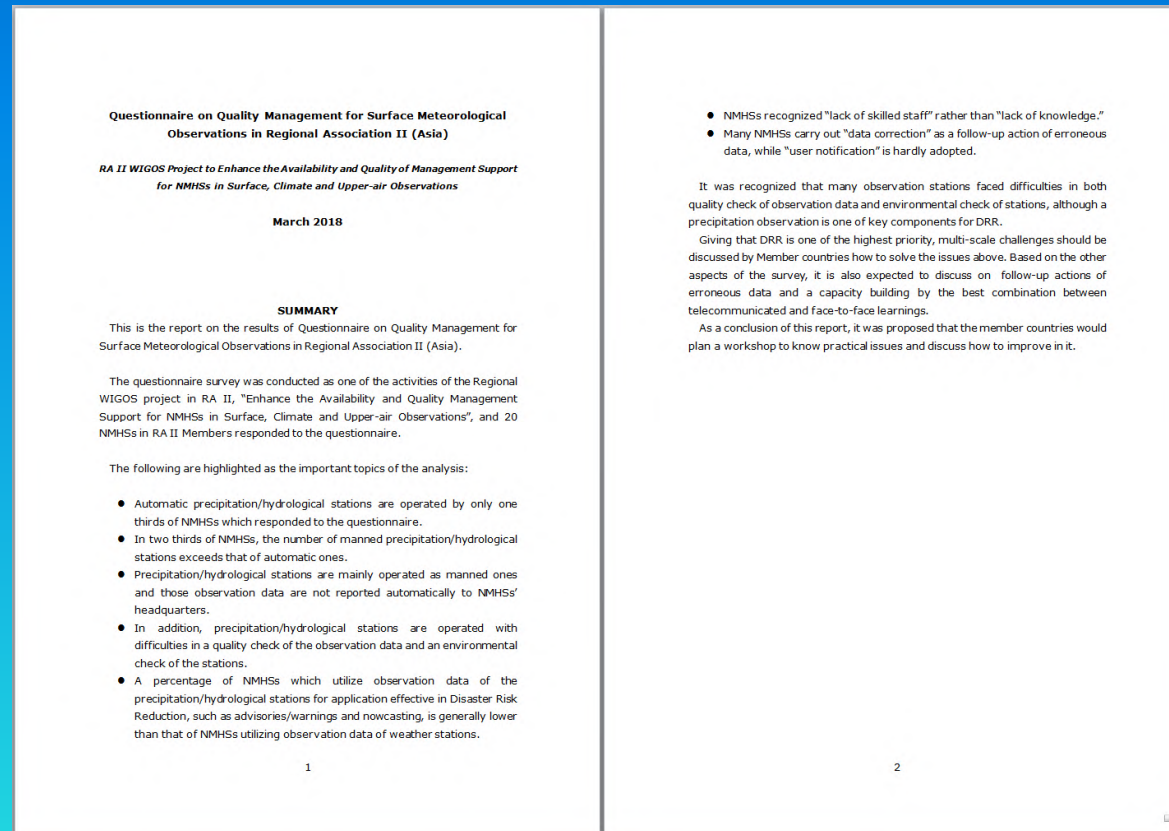 Questionnaire on Quality Management for Surface Meteorological
Observations in Regional Association II (Asia)
RA II WIGOS Project to Enhance the Availability and Quality of Management Support
for NMHSs in Surface, Climate and Upper-air Observations
March 2018
SUMMARY
This is the report on the results of Questionnaire on Quality Management for
Surface Meteorological Observations in Regional Association II (Asia).
The questionnaire survey was conducted as one of the activities of the Regional
WIGOS project in RA II, “Enhance the Availability and Quality Management
Support for NMHSs in Surface, Climate and Upper-air Observations”, and 20
NMHSs in RA II Members responded to the questionnaire.
The following are highlighted as the important topics of the analysis:
● Automatic precipitation/hydrological stations are operated by only one
thirds of NMHSs which responded to the questionnaire.
● In two thirds of NMHSs, the number of manned precipitation/hydrological
stations exceeds that of automatic ones.
● Precipitation/hydrological stations are mainly operated as manned ones
and those observation data are not reported automatically to NMHSs’
headquarters.
● In addition, precipitation/hydrological stations are operated with
difficulties in a quality check of the observation data and an environmental
check of the stations.
● A percentage of NMHSs which utilize observation data of the
precipitation/hydrological stations for application effective in Disaster Risk
Reduction, such as advisories/warnings and nowcasting, is generally lower
than that of NMHSs utilizing observation data of weather stations.
1
● NMHSs recognized “lack of skilled staff” rather than “lack of knowledge.”
● Many NMHSs carry out “data correction” as a follow-up action of erroneous
data, while “user notification” is hardly adopted.
It was recognized that many observation stations faced difficulties in both
quality check of observation data and environmental check of stations, although a
precipitation observation is one of key components for DRR.
Giving that DRR is one of the highest priority, multi-scale challenges should be
discussed by Member countries how to solve the issues above. Based on the other
aspects of the survey, it is also expected to discuss on follow-up actions of
erroneous data and a capacity building by the best combination between
telecommunicated and face-to-face learnings.
As a conclusion of this report, it was proposed that the member countries would
plan a workshop to know practical issues and discuss how to improve in it.
2